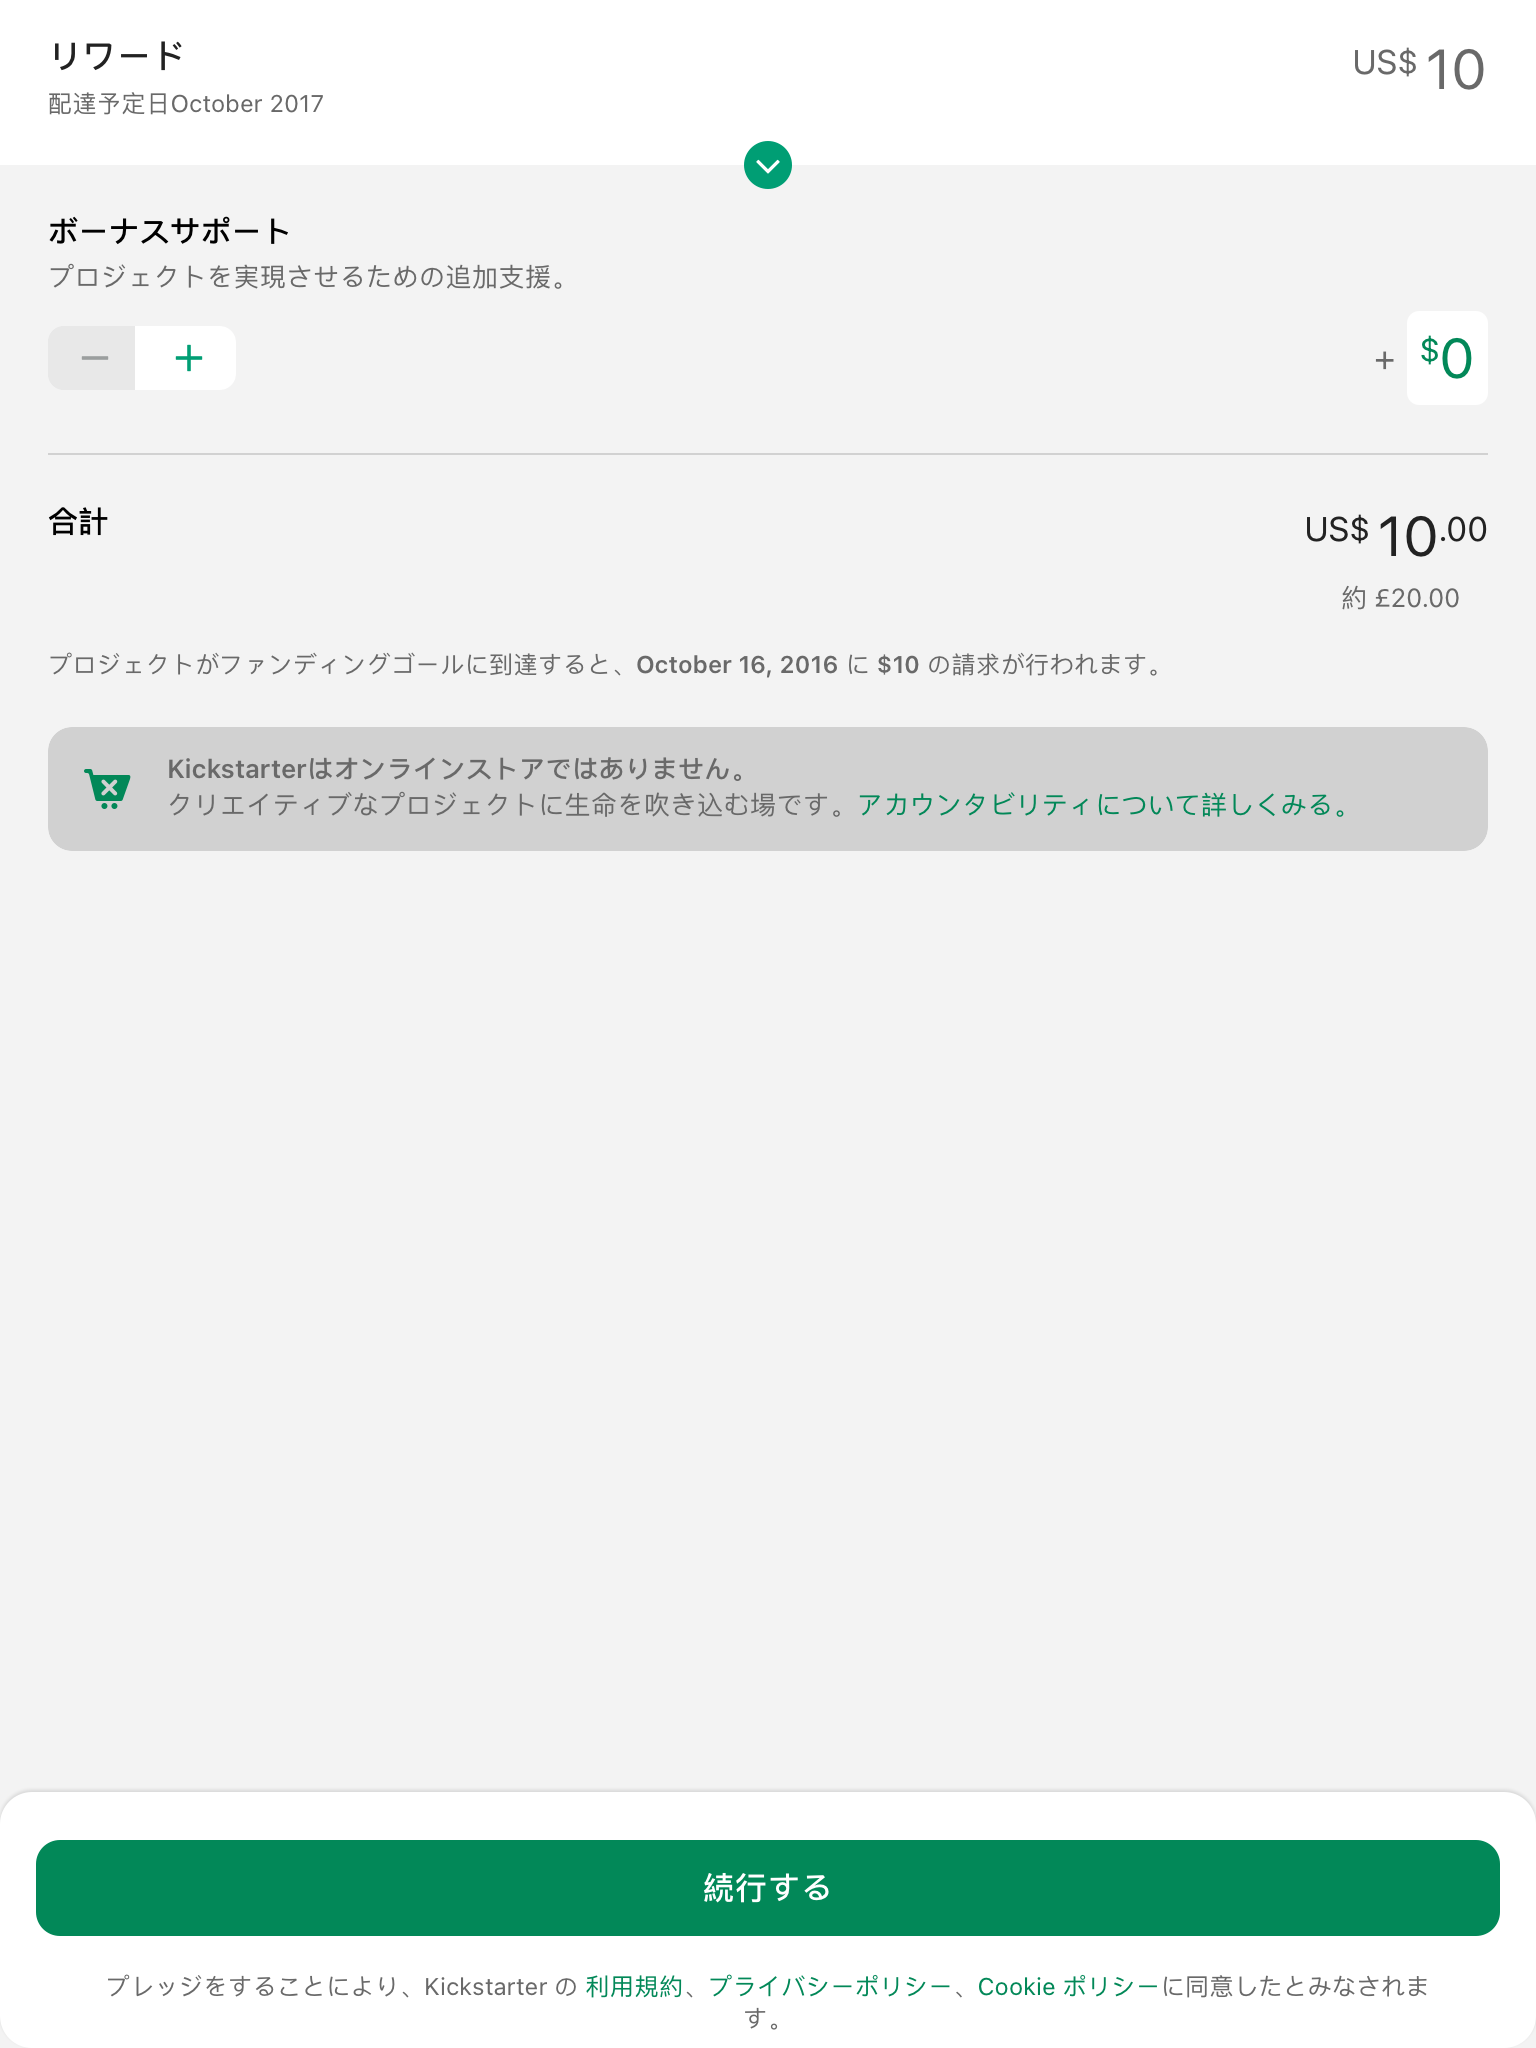 リワード
US$ 10
配達予定日October 2017
ボーナスサポート
プロジェクトを実現させるための追加支援。
− +
+ $0
合計
US$ 10.00
約 £20.00
プロジェクトがファンディングゴールに到達すると、October 16, 2016 に $10 の請求が行われます。
Kickstarterはオンラインストアではありません。
クリエイティブなプロジェクトに生命を吹き込む場です。アカウンタビリティについて詳しくみる。
続行する
プレッジをすることにより、Kickstarter の 利用規約、プライバシーポリシー、Cookie ポリシーに同意したとみなされま
す。